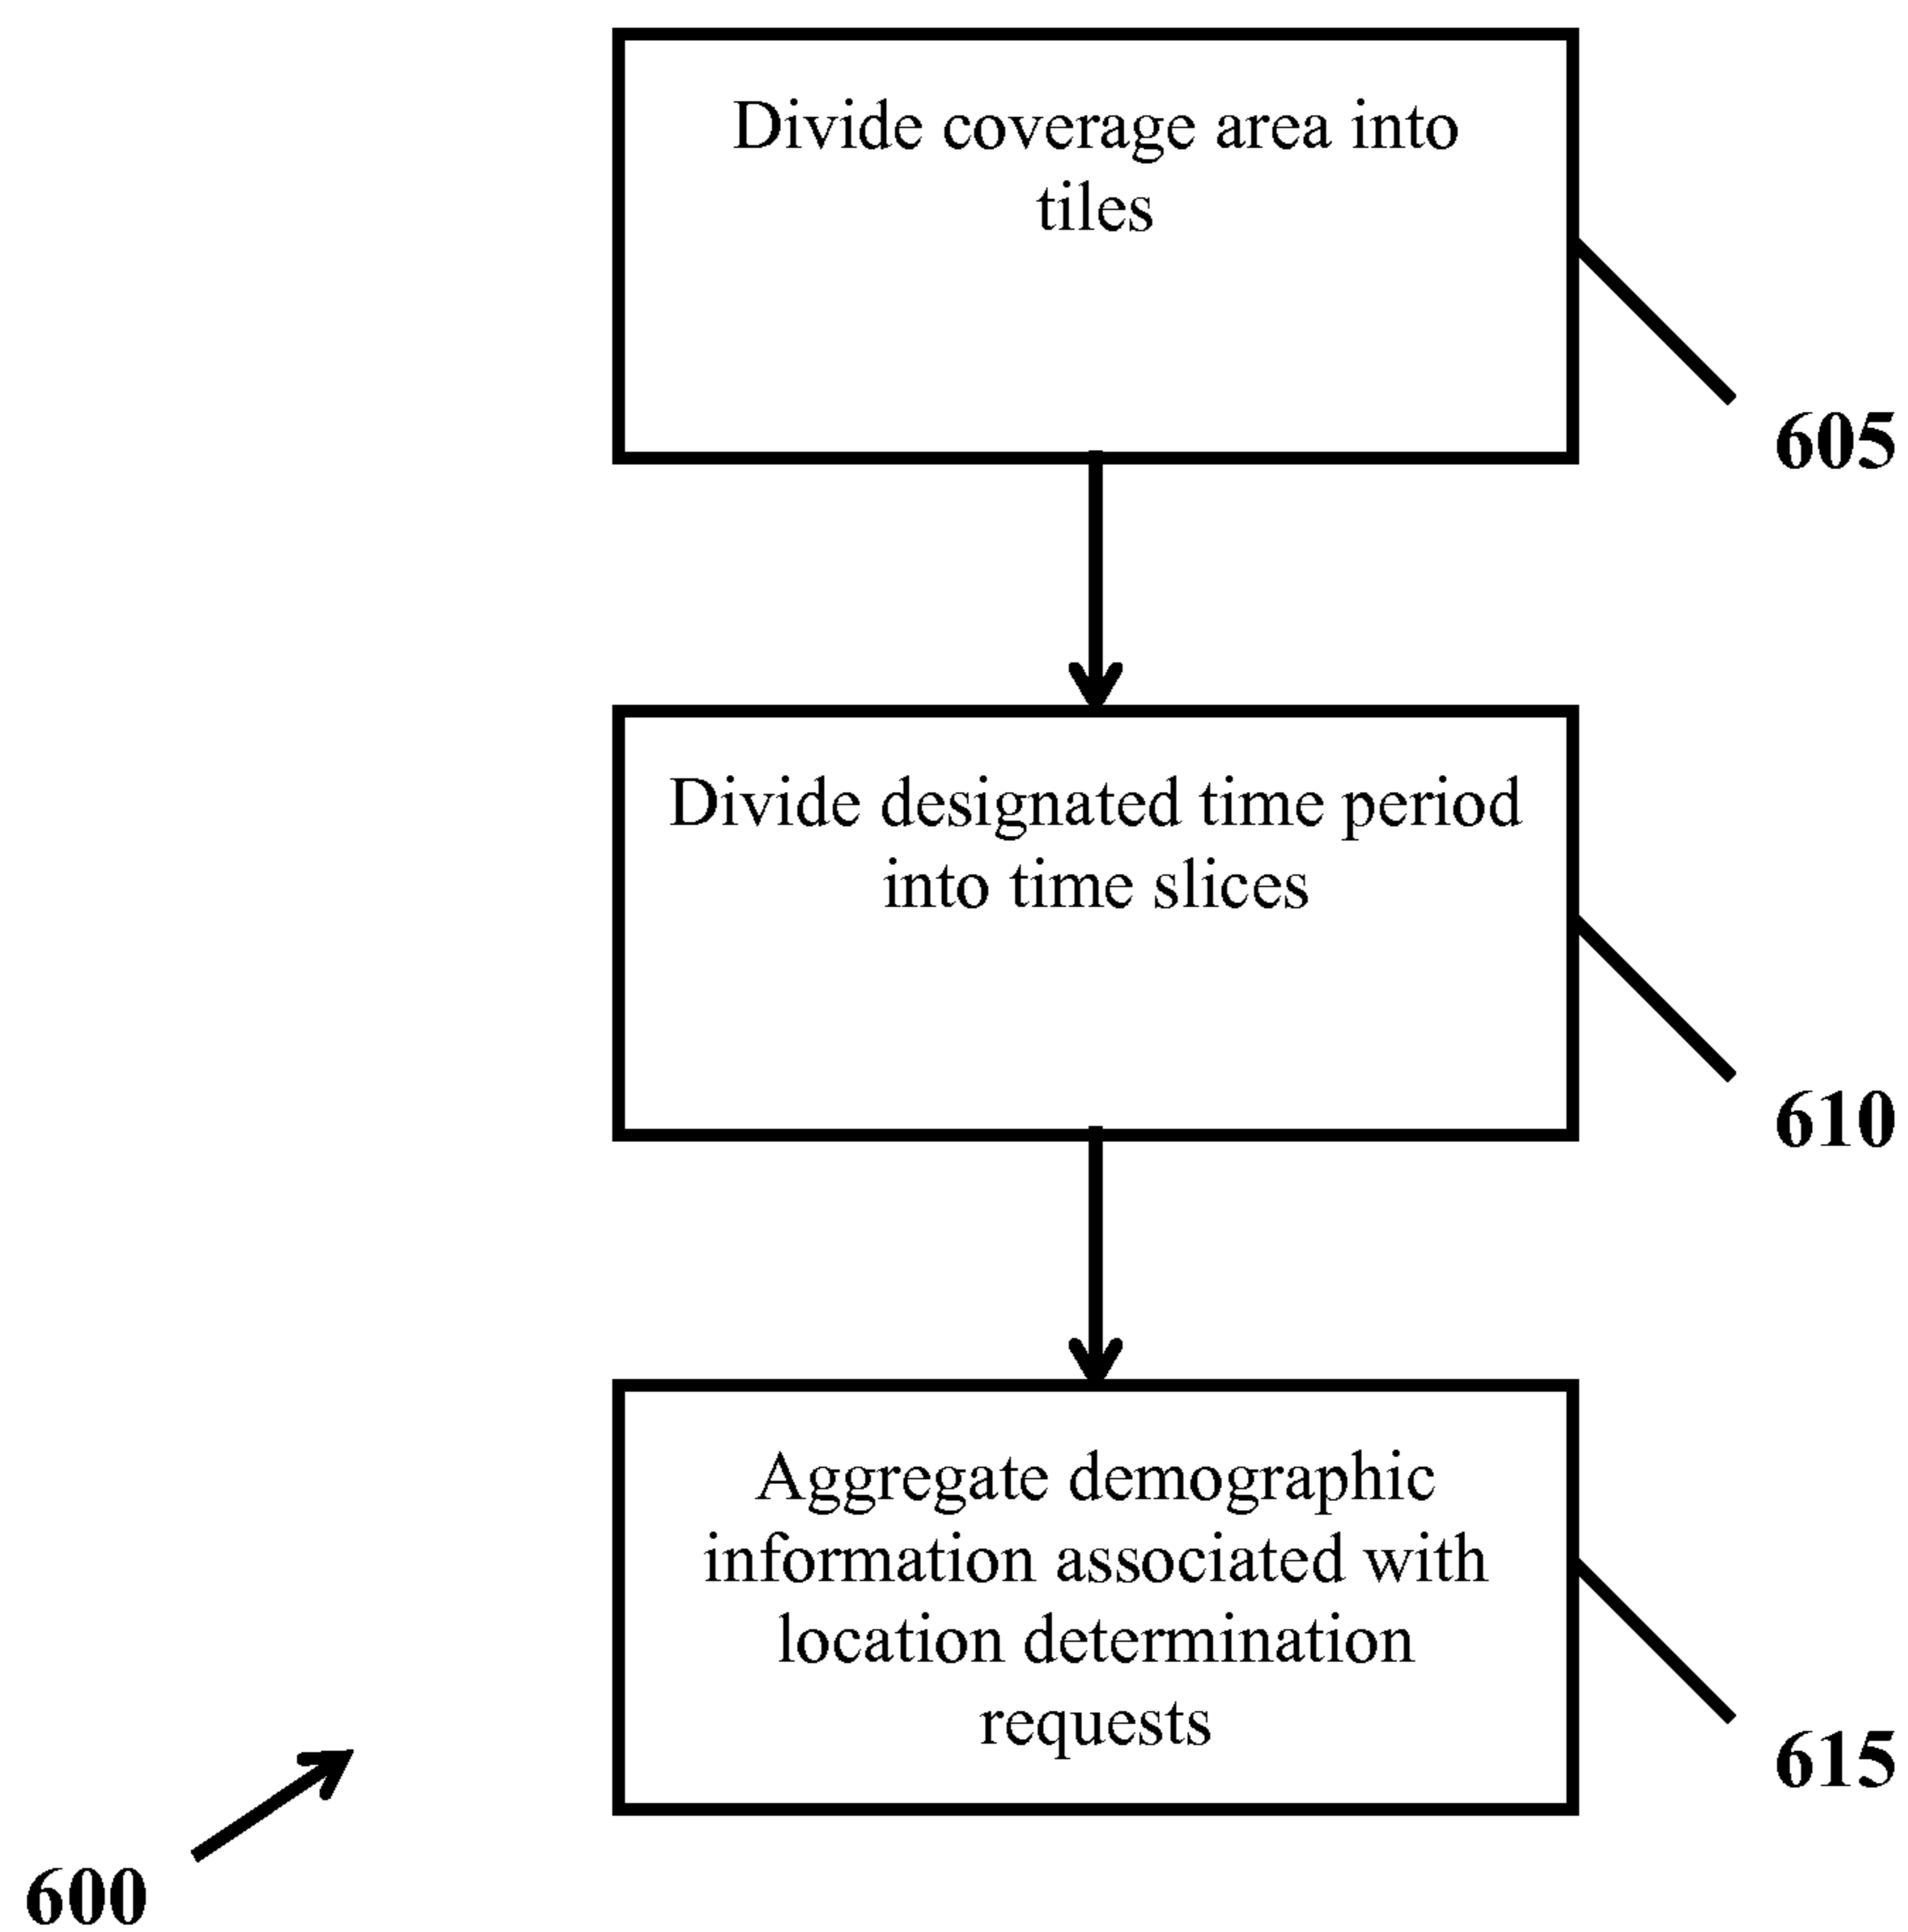 Divide coverage area into
tiles
605
Divide designated time period
into time slices
610
Aggregate demographic
information associated with
location determination
requests
615
600